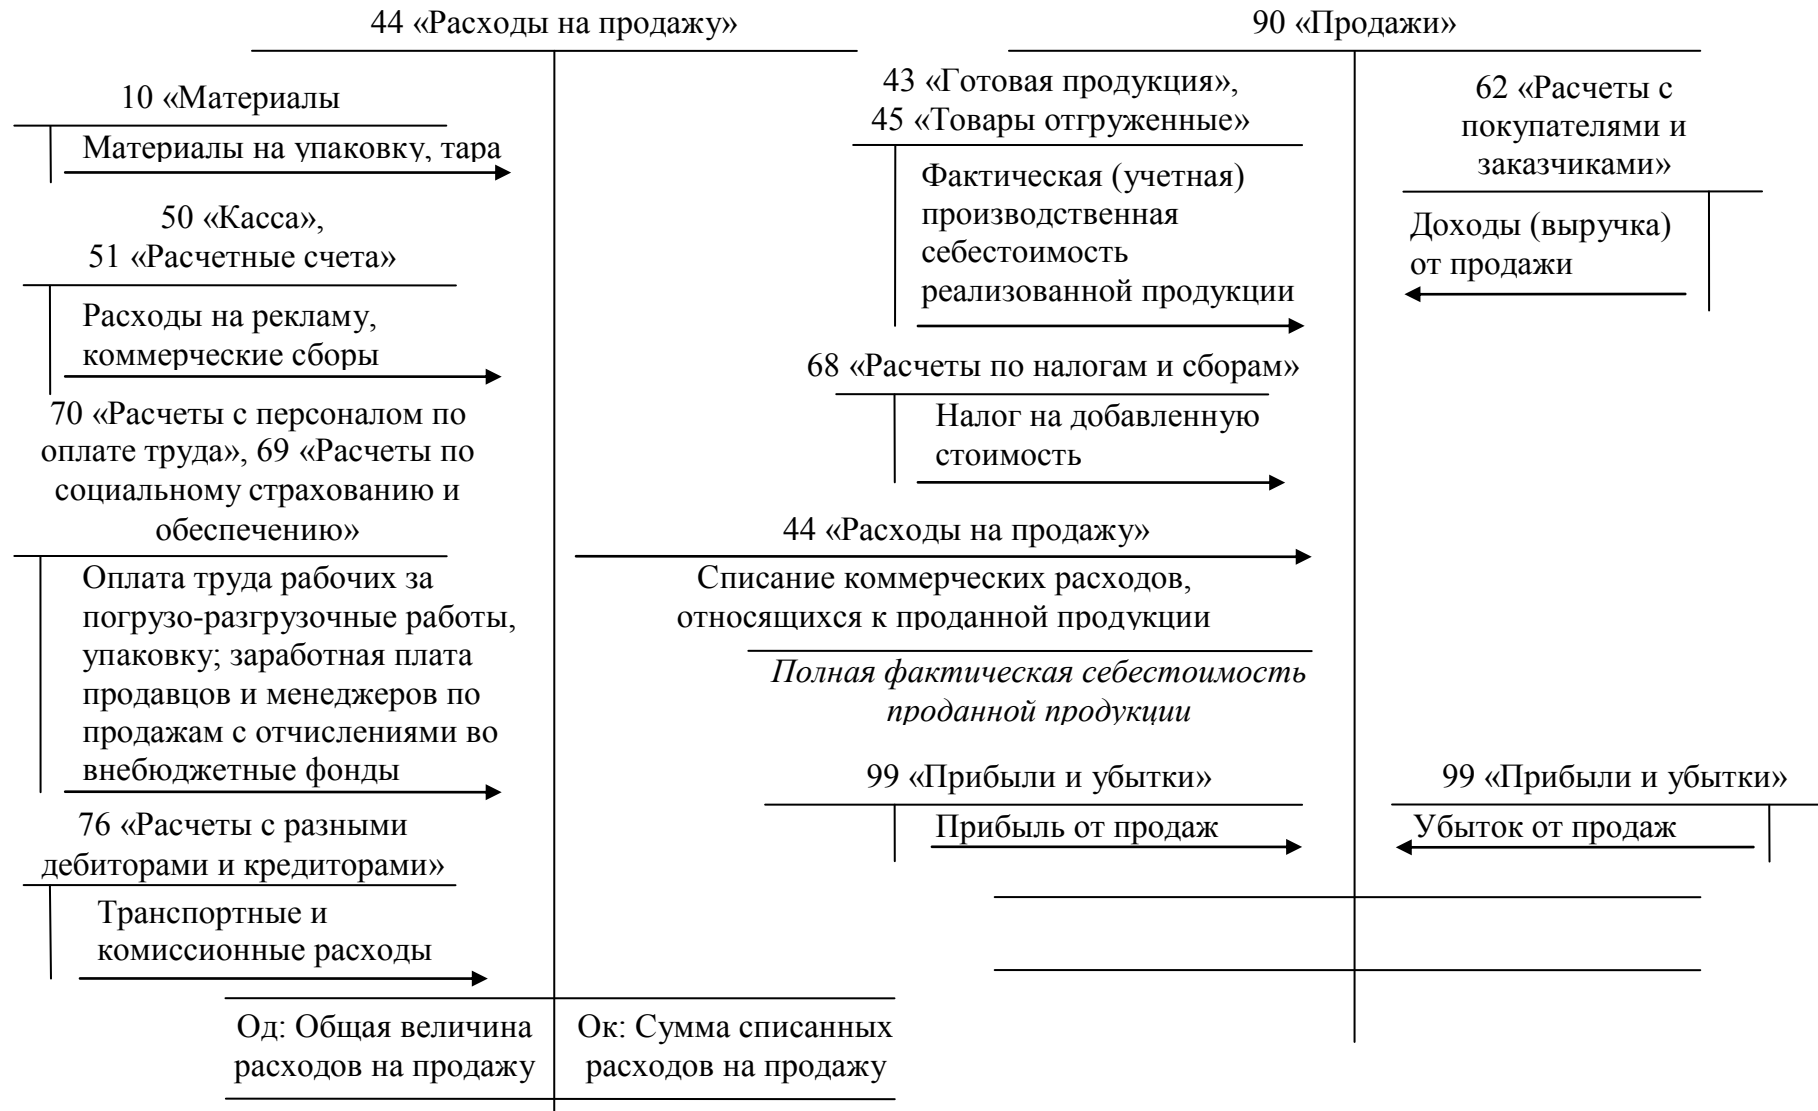 44 «Расходы на продажу»
10 «Материалы
Материалы на упаковку, тара
50 «Касса»,
51 «Расчетные счета»
Расходы на рекламу,
коммерческие сборы
70 «Расчеты с персоналом по
оплате труда», 69 «Расчеты по
социальному страхованию и
обеспечению»
Оплата труда рабочих за
погрузо-разгрузочные работы,
упаковку; заработная плата
продавцов и менеджеров по
продажам с отчислениями во
внебюджетные фонды
76 «Расчеты с разными
дебиторами и кредиторами»
Транспортные и
комиссионные расходы
Од: Общая величина
расходов на продажу
Ок: Сумма списанных
расходов на продажу
90 «Продажи»
43 «Готовая продукция»,
45 «Товары отгруженные»
Фактическая (учетная)
производственная
себестоимость
реализованной продукции
68 «Расчеты по налогам и сборам»
Налог на добавленную
стоимость
44 «Расходы на продажу»
Списание коммерческих расходов,
относящихся к проданной продукции
Полная фактическая себестоимость
проданной продукции
99 «Прибыли и убытки»
Прибыль от продаж
62 «Расчеты с
покупателями и
заказчиками»
Доходы (выручка)
от продажи
99 «Прибыли и убытки»
Убыток от продаж